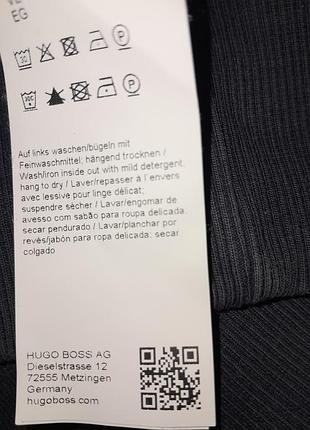 EG
Auf links waschen/bügeln mit
Feinwaschmittel; hängend trocknen /
Wash/iron inside out with mild detergent,
hang to dry / Laver/repasser à l´envers
avec lessive pour linge délicat;
suspendre sécher / Lavar/engomar de
avesso com sabão para roupa delicada.
secar pendurado / Lavar/planchar por
revés/jabón para ropa delicada: secar
colgado
HUGO BOSS AG
Dieselstrasse 12
72555 Metzingen
Germany
hugoboss.com